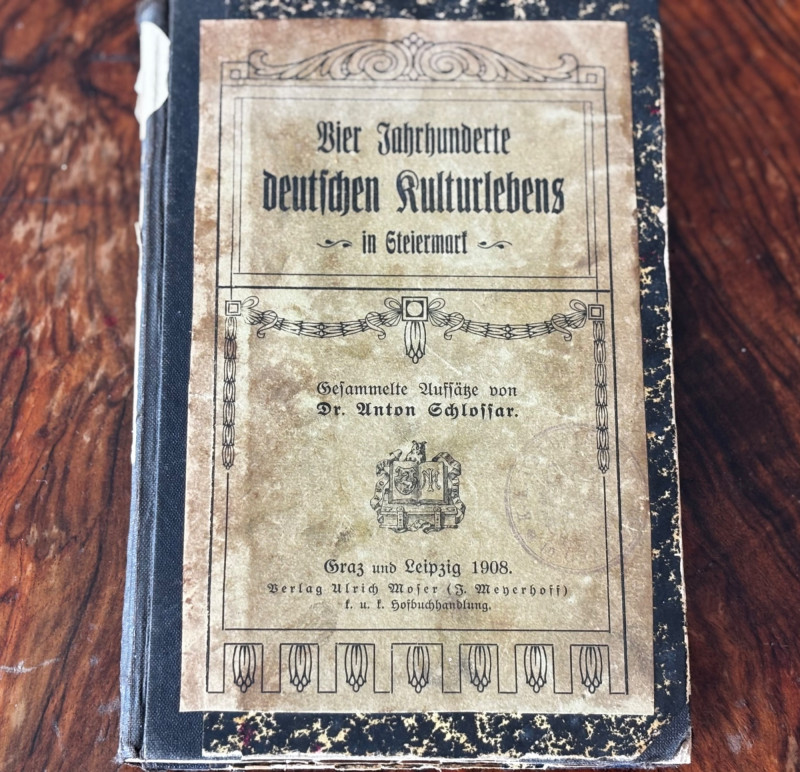 Vier Jahrhunderte
deutschen Kulturlebens
in Steiermark
Gesammelte Aufsätze von
Dr. Anton Schlossar.
Graz und Leipzig 1908.
Verlag Ulrich Moser (J. Meyerhoff)
k. u. k. Hofbuchhandlung.